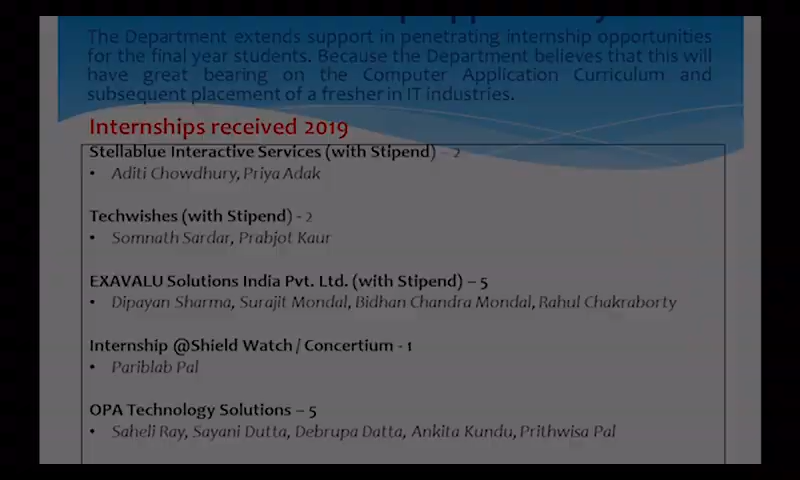 The Department extends support in penetrating internship opportunities
for the final year students. Because the Department believes that this will
have great bearing on the Computer Application Curriculum and
subsequent placement of a fresher in IT industries.
Internships received 2019
Stellablue Interactive Services (with Stipend) – 2
• Aditi Chowdhury, Priya Adak
Techwishes (with Stipend) - 2
• Somnath Sardar, Prabjot Kaur
EXAVALU Solutions India Pvt. Ltd. (with Stipend) – 5
• Dipayan Sharma, Surajit Mondal, Bidhan Chandra Mondal, Rahul Chakraborty
Internship @Shield Watch / Concertium - 1
• Pariblab Pal
OPA Technology Solutions – 5
• Saheli Ray, Sayani Dutta, Debrupa Datta, Ankita Kundu, Prithwisa Pal